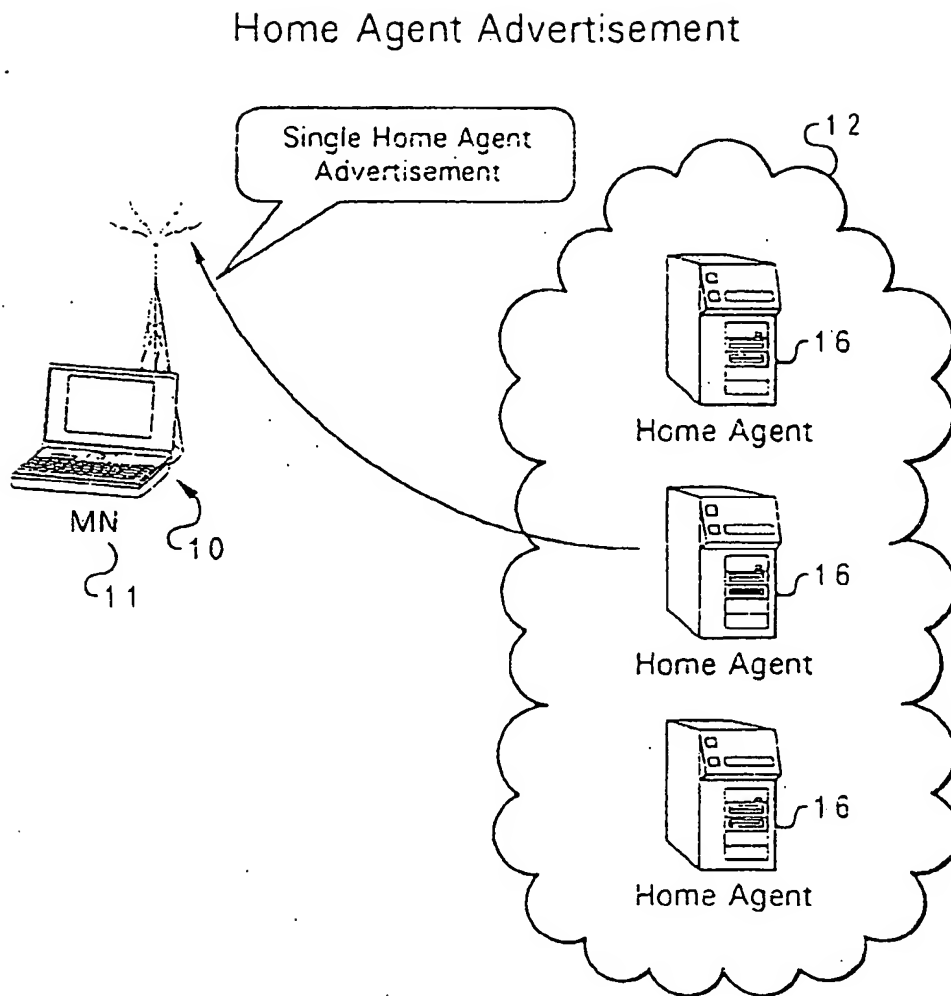 Home Agent Advertisement
Single Home Agent
Advertisement
12
16
Home Agent
MN
10
11
16
Home Agent
16
Home Agent